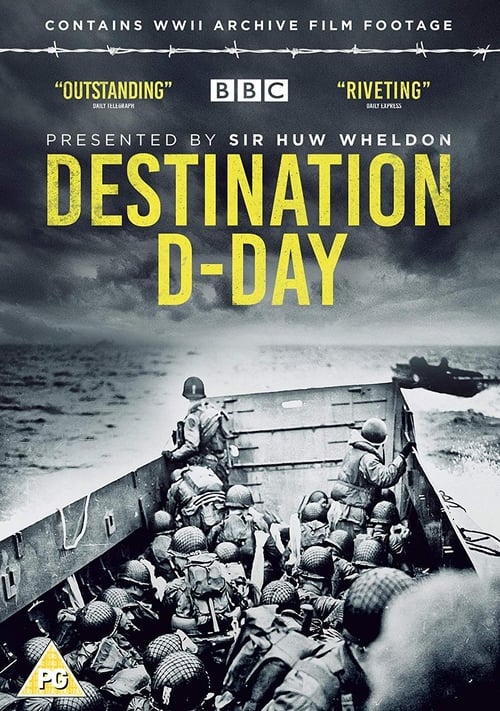 CONTAINS WWII ARCHIVE FILM FOOTAGE
"OUTSTANDING" BBC "RIVETING"
DAILY TELEGRAPH DAILY EXPRESS
PRESENTED BY SIR HUW WHELDON
DESTINATION
D-DAY
PG